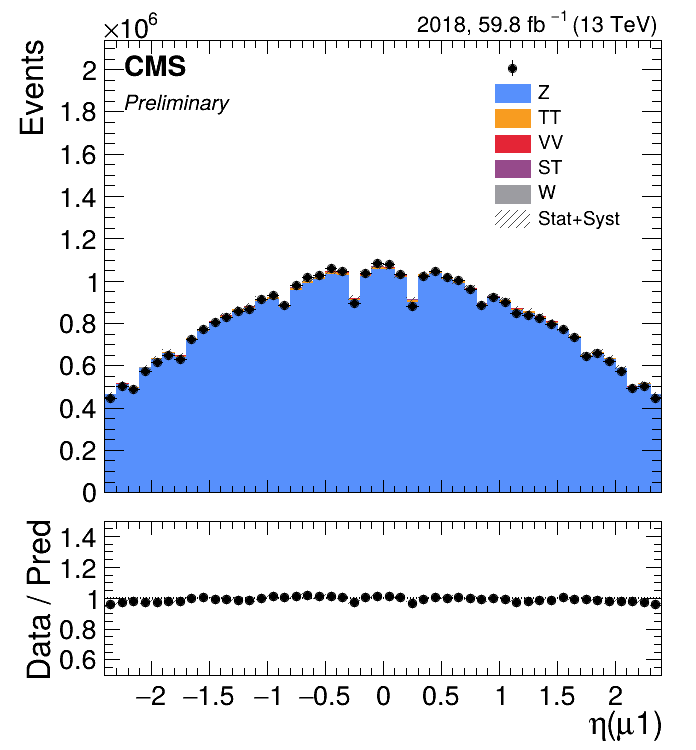 ×10⁶
2018, 59.8 fb⁻¹ (13 TeV)
CMS
Preliminary
Z
TT
VV
ST
W
Stat+Syst
Events
2
1.8
1.6
1.4
1.2
1
0.8
0.6
0.4
0.2
0
Data / Pred
1.4
1.2
1
0.8
0.6
−2 −1.5 −1 −0.5 0 0.5 1 1.5 2
η(μ1)